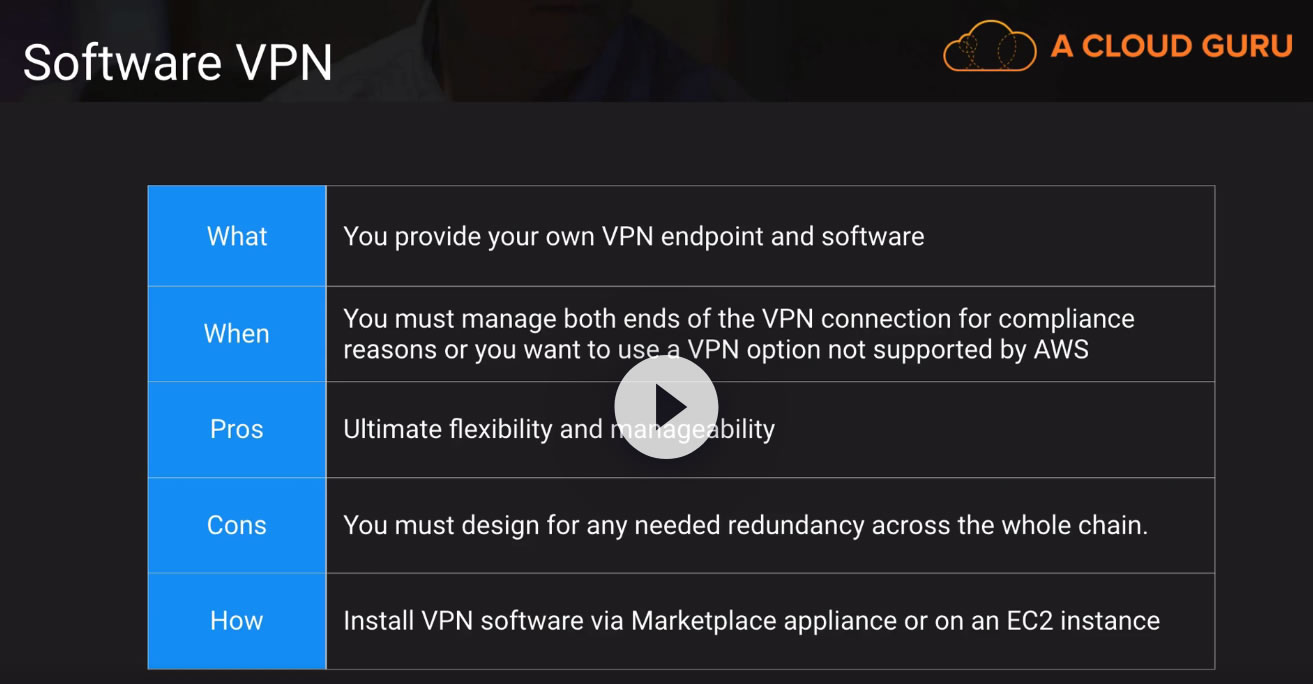 Software VPN
A CLOUD GURU
What
You provide your own VPN endpoint and software
When
You must manage both ends of the VPN connection for compliance
reasons or you want to use a VPN option not supported by AWS
Pros
Ultimate flexibility and manageability
Cons
You must design for any needed redundancy across the whole chain.
How
Install VPN software via Marketplace appliance or on an EC2 instance